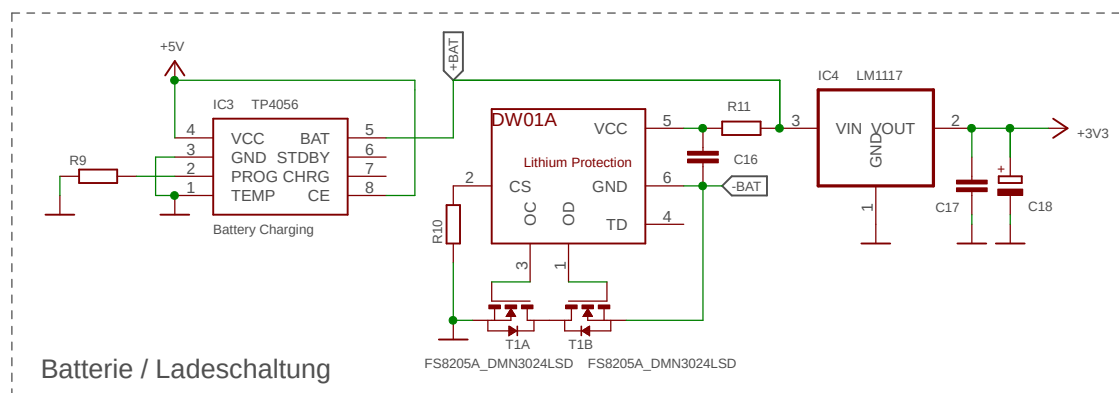 +5V
+BAT
IC3 TP4056
4 VCC BAT 5
3 GND STDBY 6
2 PROG CHRG 7
1 TEMP CE 8
Battery Charging
R9
DW01A
Lithium Protection
VCC 5
GND 6
TD 4
2 CS
OC
OD
3
1
R10
R11
C16
-BAT
T1A
T1B
FS8205A_DMN3024LSD
FS8205A_DMN3024LSD
IC4 LM1117
3 VIN VOUT 2
GND
1
+3V3
C17
+
C18
Batterie / Ladeschaltung